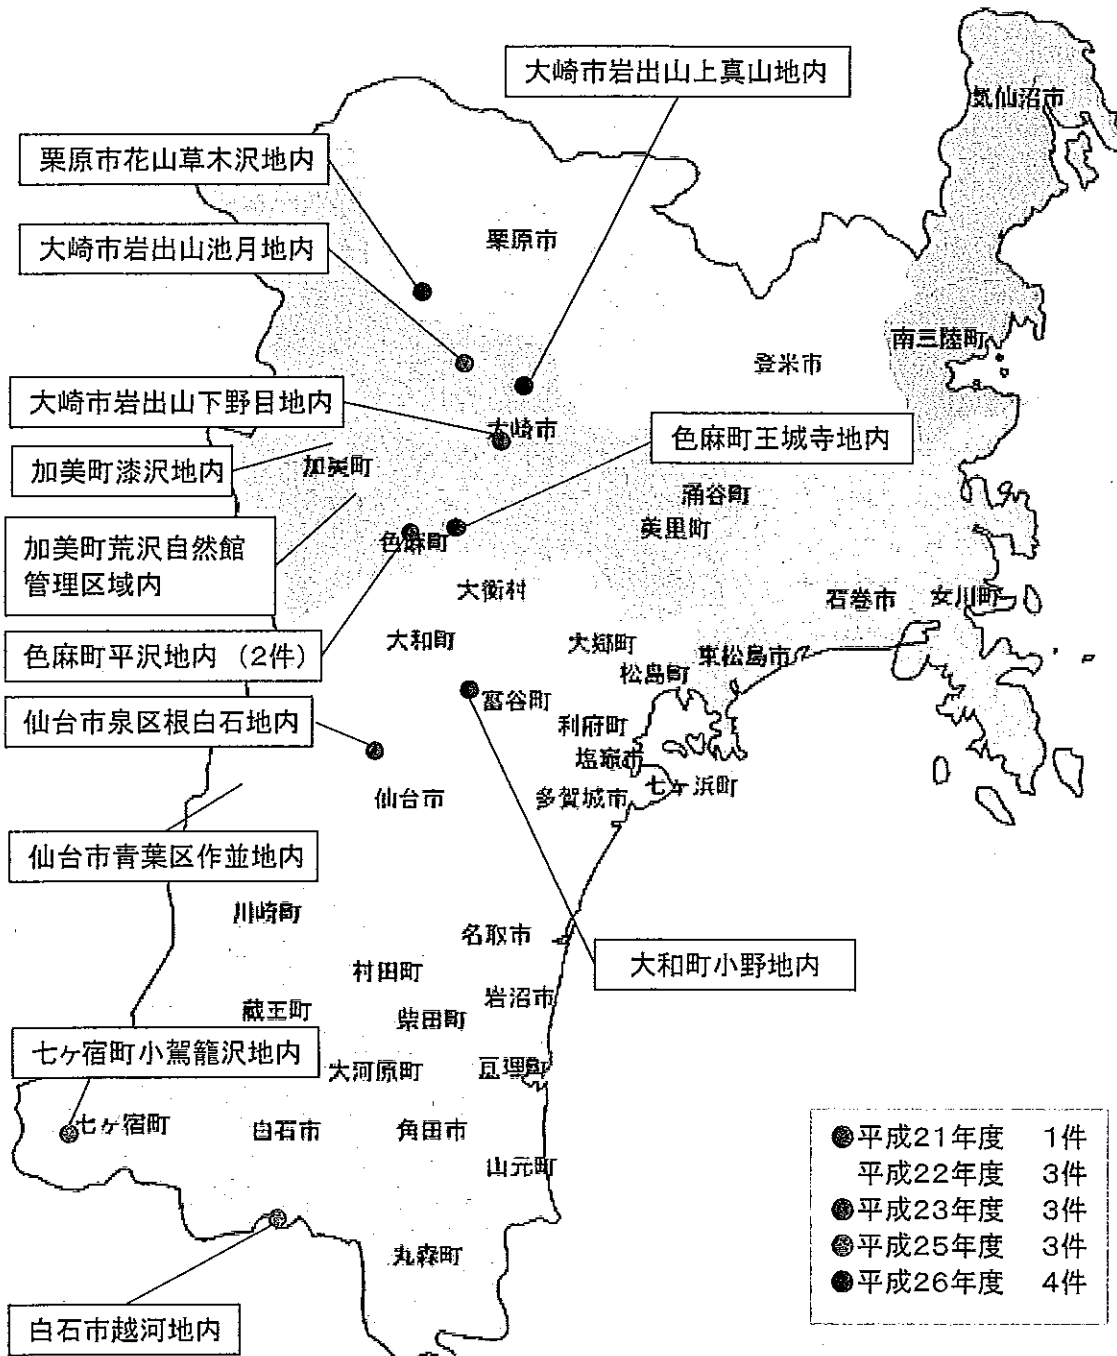 大崎市岩出山上真山地内
気仙沼市
栗原市花山草木沢地内
栗原市
大崎市岩出山池月地内
南三陸町
登米市
大崎市岩出山下野目地内
大崎市
色麻町王城寺地内
加美町漆沢地内
加美町
涌谷町
美里町
加美町荒沢自然館
管理区域内
色麻町
大衡村
石巻市
女川町
色麻町平沢地内 (2件)
大和町
大郷町
東松島市
松島町
仙台市泉区根白石地内
富谷町
利府町
塩竈市
七ヶ浜町
仙台市
多賀城市
仙台市青葉区作並地内
川崎町
名取市
大和町小野地内
村田町
岩沼市
蔵王町
柴田町
七ヶ宿町小駕籠沢地内
大河原町
亘理町
七ヶ宿町
白石市
角田市
山元町
丸森町
白石市越河地内
●平成21年度 1件
平成22年度 3件
●平成23年度 3件
●平成25年度 3件
●平成26年度 4件